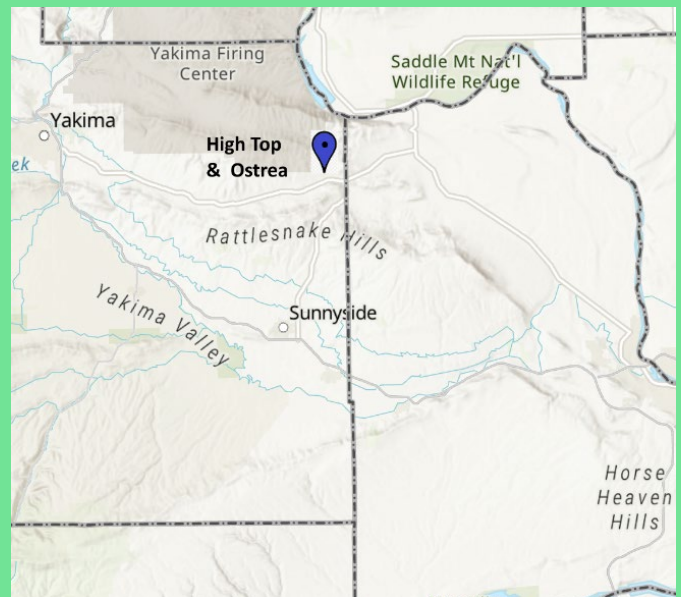 Yakima Firing
Center
Saddle Mt Nat'l
Wildlife Refuge
Yakima
High Top
& Ostrea
ek
Rattlesnake Hills
Yakima Valley
Sunnyside
Horse
Heaven
Hills